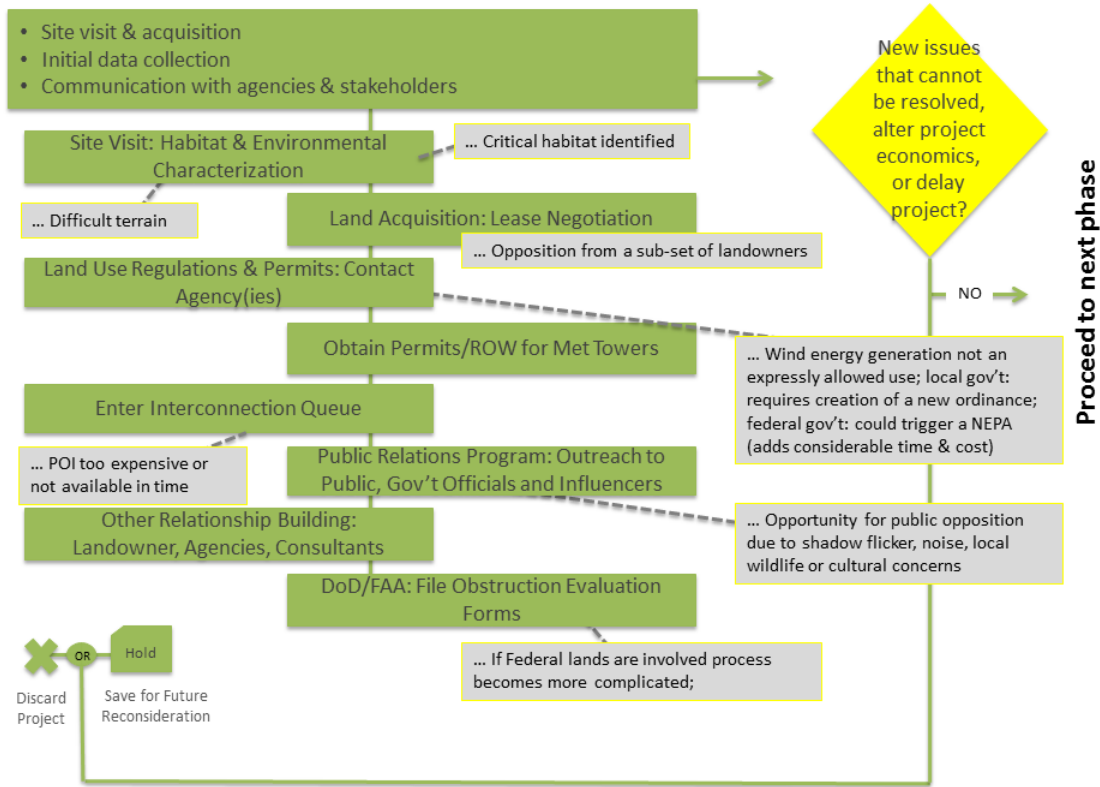 • Site visit & acquisition
• Initial data collection
• Communication with agencies & stakeholders
New issues
that cannot
be resolved,
alter project
economics,
or delay
project?
Site Visit: Habitat & Environmental
Characterization
... Critical habitat identified
... Difficult terrain
Land Acquisition: Lease Negotiation
... Opposition from a sub-set of landowners
Land Use Regulations & Permits: Contact
Agency(ies)
NO
Proceed to next phase
Obtain Permits/ROW for Met Towers
... Wind energy generation not an
expressly allowed use; local gov't:
requires creation of a new ordinance;
federal gov't: could trigger a NEPA
(adds considerable time & cost)
Enter Interconnection Queue
... POI too expensive or
not available in time
Public Relations Program: Outreach to
Public, Gov't Officials and Influencers
... Opportunity for public opposition
due to shadow flicker, noise, local
wildlife or cultural concerns
Other Relationship Building:
Landowner, Agencies, Consultants
DoD/FAA: File Obstruction Evaluation
Forms
... If Federal lands are involved process
becomes more complicated;
OR
Hold
Discard
Project
Save for Future
Reconsideration